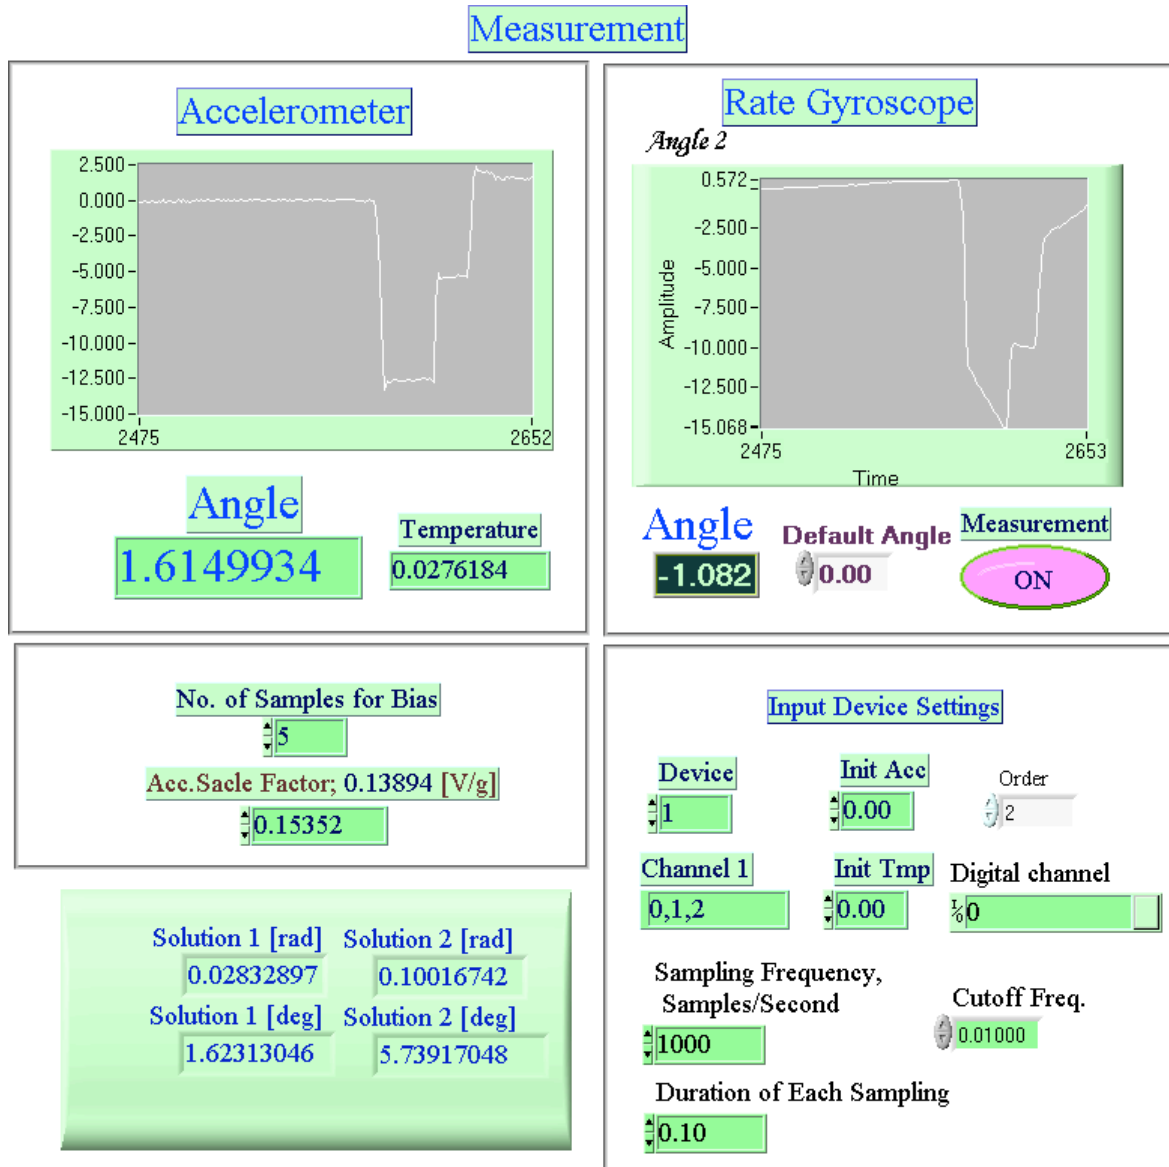 Measurement
Accelerometer
2.500
0.000
-2.500
-5.000
-7.500
-10.000
-12.500
-15.000
2475 2652
Angle
1.6149934
Temperature
0.0276184
Rate Gyroscope
Angle 2
0.572
-2.500
-5.000
-7.500
-10.000
-12.500
-15.068
Amplitude
2475 2653
Time
Angle
-1.082
Default Angle
0.00
Measurement
ON
No. of Samples for Bias
5
Acc.Sacle Factor; 0.13894 [V/g]
0.15352
Solution 1 [rad] Solution 2 [rad]
0.02832897 0.10016742
Solution 1 [deg] Solution 2 [deg]
1.62313046 5.73917048
Input Device Settings
Device Init Acc Order
1 0.00 2
Channel 1 Init Tmp Digital channel
0,1,2 0.00 I/O 0
Sampling Frequency,
Samples/Second
1000
Cutoff Freq.
0.01000
Duration of Each Sampling
0.10